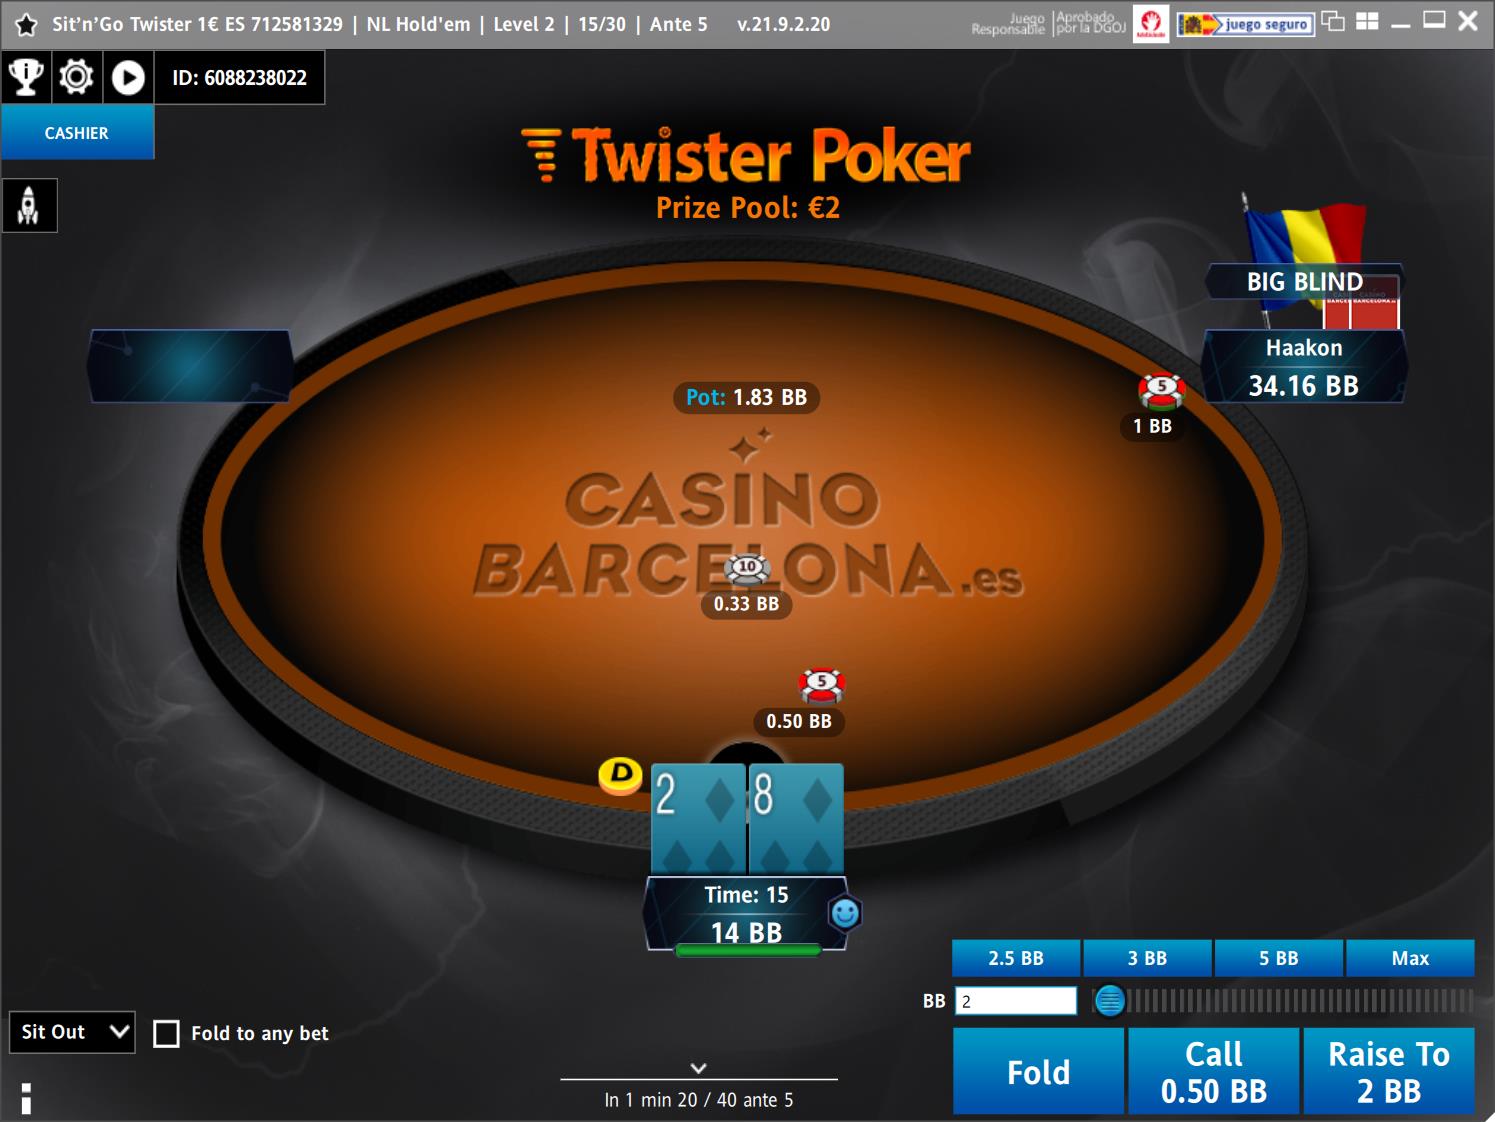 Sit'n'Go Twister 1€ ES 712581329 | NL Hold'em | Level 2 | 15/30 | Ante 5 v.21.9.2.20
Juego Responsable
Aprobado por la DGOJ
juego seguro
ID: 6088238022
CASHIER
Twister Poker
Prize Pool: €2
BIG BLIND
Haakon
34.16 BB
5
1 BB
Pot: 1.83 BB
CASINO
BARCELONA.es
10
0.33 BB
5
0.50 BB
D
2
8
Time: 15
14 BB
2.5 BB
3 BB
5 BB
Max
BB 2
Sit Out
Fold to any bet
Fold
Call
0.50 BB
Raise To
2 BB
In 1 min 20 / 40 ante 5